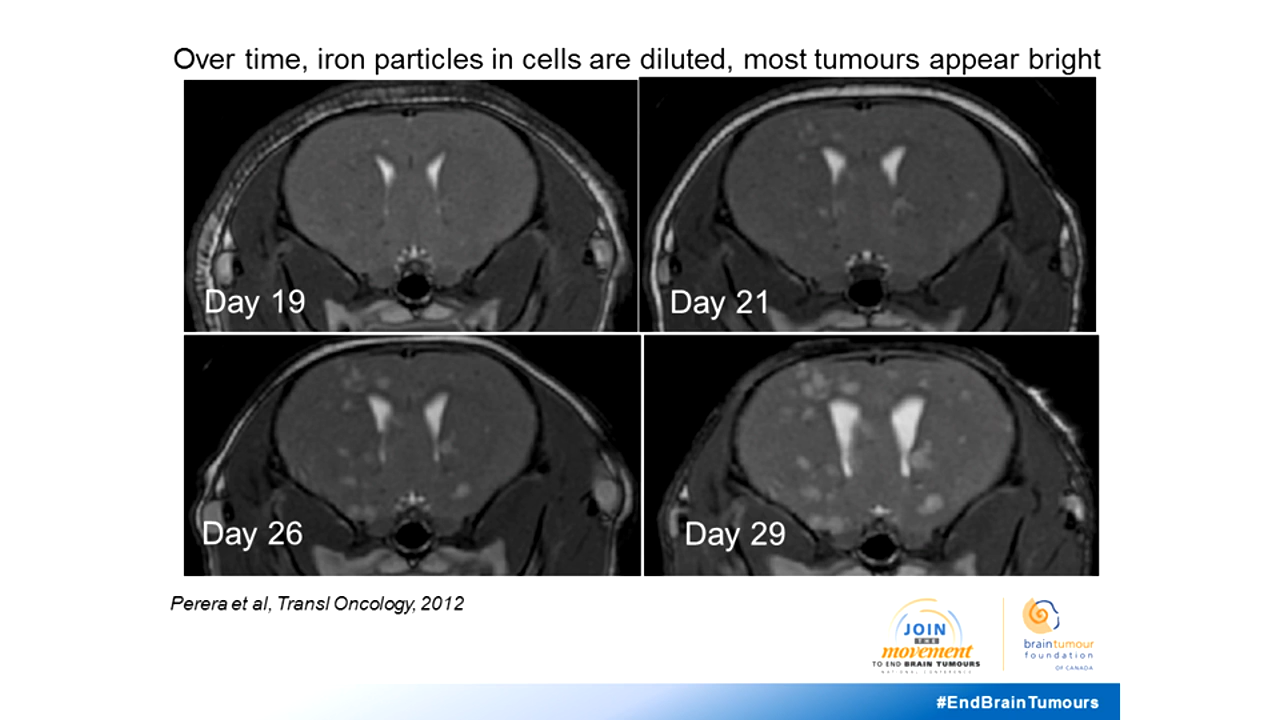 Over time, iron particles in cells are diluted, most tumours appear bright
Day 19
Day 21
Day 26
Day 29
Perera et al, Transl Oncology, 2012
JOIN
THE
movement
TO END BRAIN TUMOURS
NATIONAL CONFERENCE
braintumour
foundation
OF CANADA
#EndBrainTumours